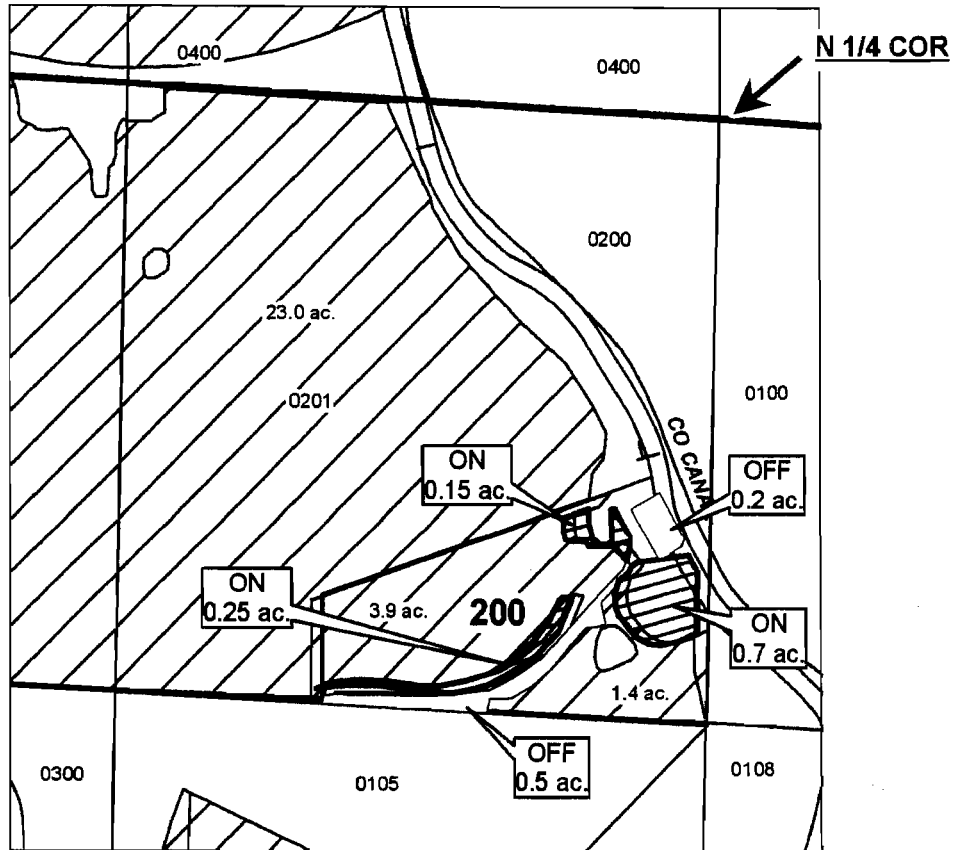 N 1/4 COR
0400
0400
0200
23.0 ac.
0201
0100
CO CANA
ON
0.15 ac.
OFF
0.2 ac.
ON
0.25 ac.
3.9 ac.
200
ON
0.7 ac.
1.4 ac.
OFF
0.5 ac.
0300
0105
0108